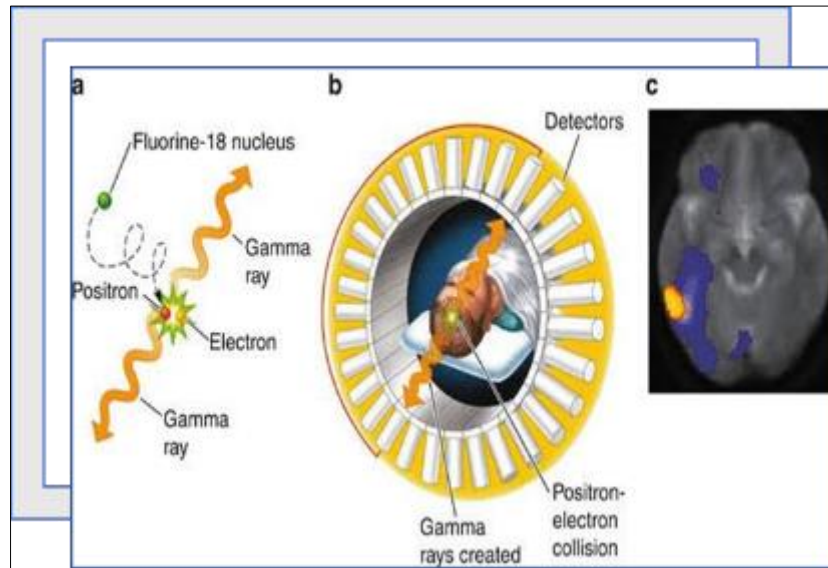 a
Fluorine-18 nucleus
Gamma
ray
Positron
Electron
Gamma
ray
b
Detectors
Gamma
rays created
Positron-
electron
collision
c